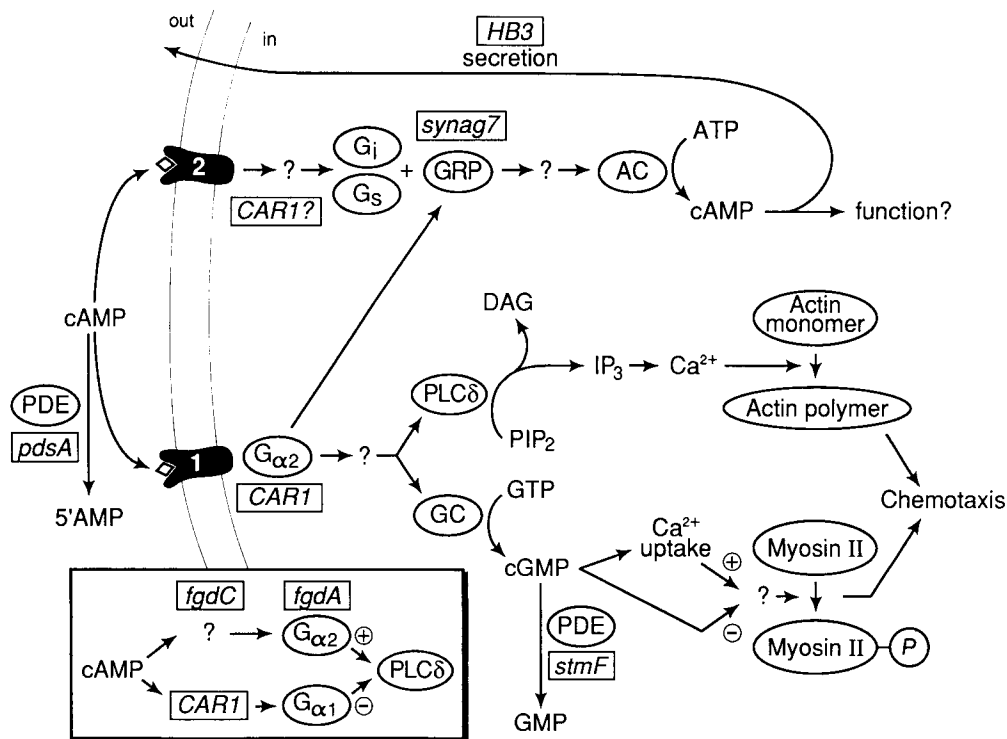 out
in
HB3
secretion
synag7
ATP
2
?
Gi
Gs
+
GRP
?
AC
CAR1?
cAMP
function?
cAMP
DAG
Actin
monomer
IP3
Ca2+
PDE
pdsA
PLCδ
Actin polymer
PIP2
1
Gα2
?
CAR1
GTP
GC
Chemotaxis
5'AMP
Ca2+
uptake
Myosin II
cGMP
+
?
−
PDE
stmF
Myosin II
P
GMP
fgdC
fgdA
?
Gα2
+
cAMP
PLCδ
CAR1
Gα1
−